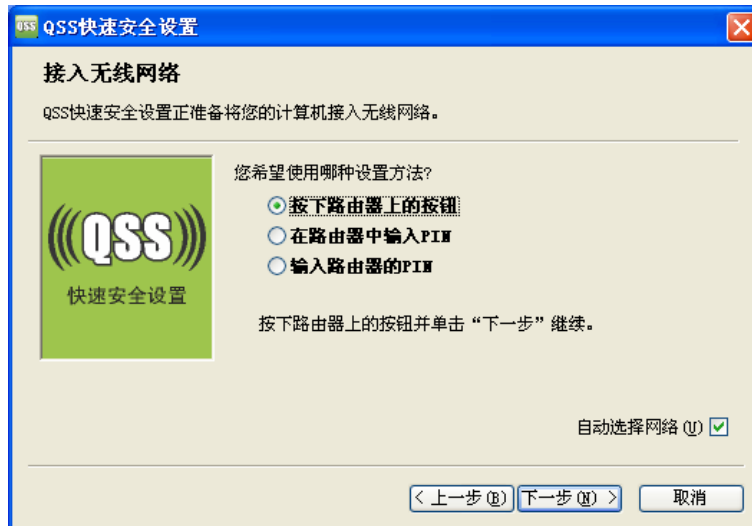 QSS QSS快速安全设置
接入无线网络
QSS快速安全设置正准备将您的计算机接入无线网络。
您希望使用哪种设置方法?
按下路由器上的按钮
在路由器中输入PIN
输入路由器的PIN
(((QSS)))
快速安全设置
按下路由器上的按钮并单击“下一步”继续。
自动选择网络(U)
< 上一步(B) 下一步(N) > 取消